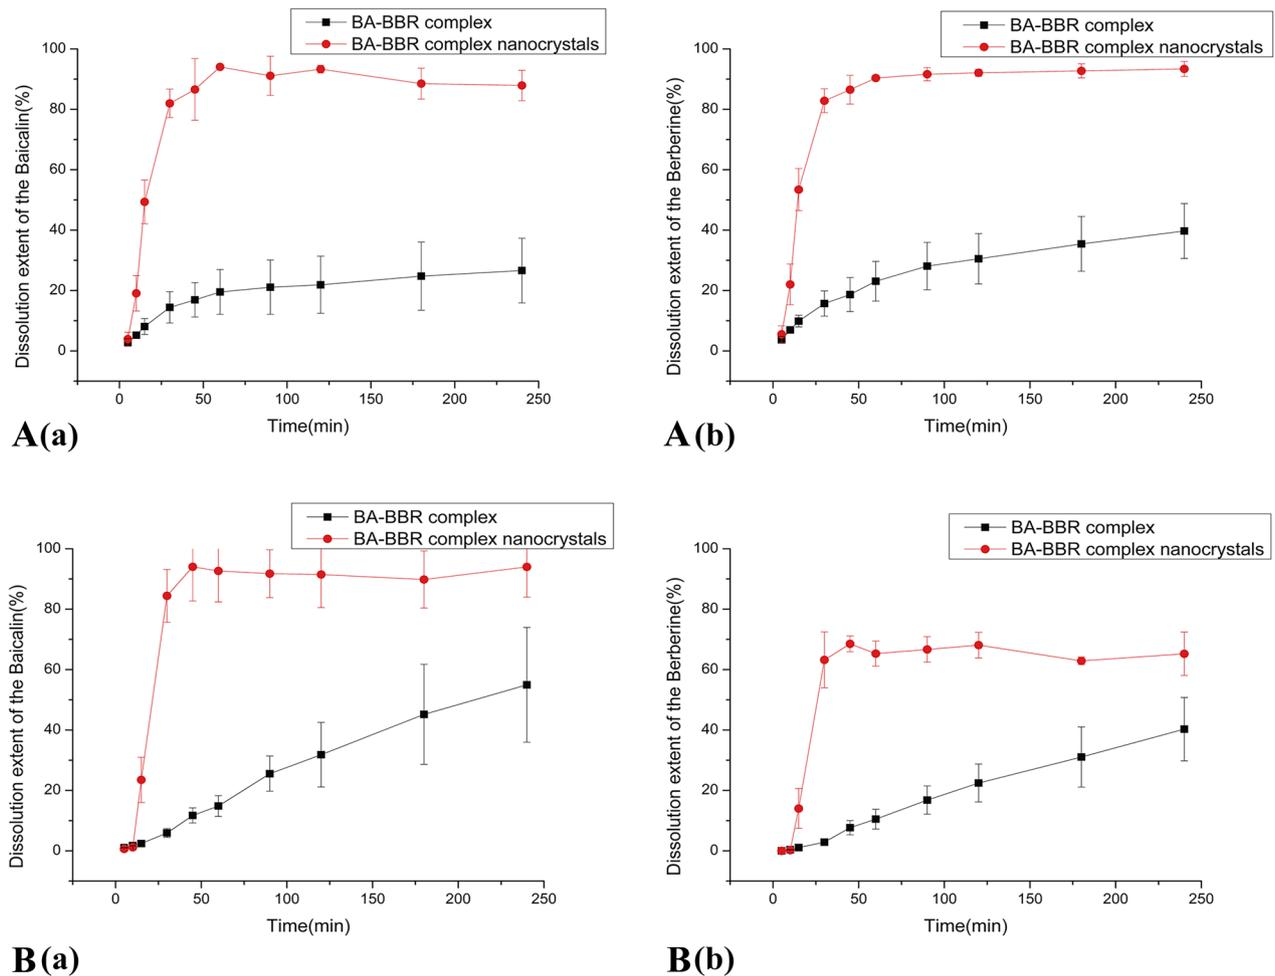 BA-BBR complex
BA-BBR complex nanocrystals
Dissolution extent of the Baicalin(%)
100
80
60
40
20
0
0 50 100 150 200 250
Time(min)
A(a)
BA-BBR complex
BA-BBR complex nanocrystals
Dissolution extent of the Berberine(%)
100
80
60
40
20
0
0 50 100 150 200 250
Time(min)
A(b)
BA-BBR complex
BA-BBR complex nanocrystals
Dissolution extent of the Baicalin(%)
100
80
60
40
20
0
0 50 100 150 200 250
Time(min)
B(a)
BA-BBR complex
BA-BBR complex nanocrystals
Dissolution extent of the Berberine(%)
100
80
60
40
20
0
0 50 100 150 200 250
Time(min)
B(b)